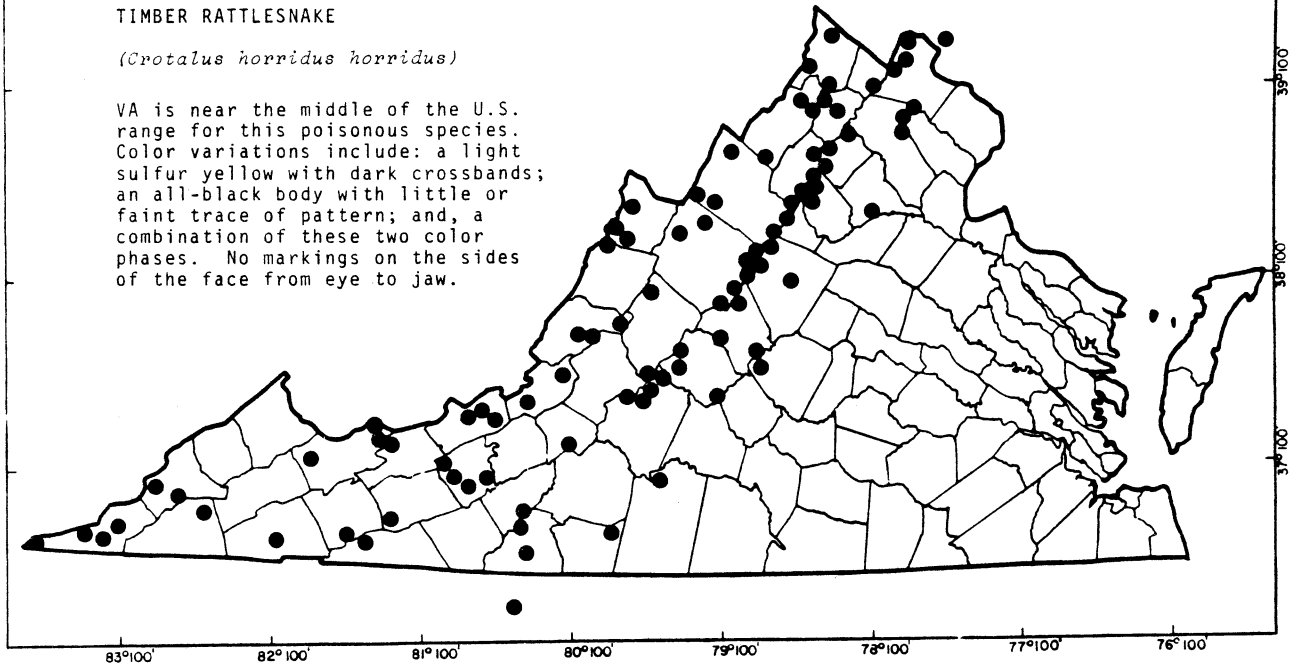 TIMBER RATTLESNAKE
(Crotalus horridus horridus)
VA is near the middle of the U.S.
range for this poisonous species.
Color variations include: a light
sulfur yellow with dark crossbands;
an all-black body with little or
faint trace of pattern; and, a
combination of these two color
phases. No markings on the sides
of the face from eye to jaw.
39°00'
38°00'
37°00'
83°00' 82°00' 81°00' 80°00' 79°00' 78°00' 77°00' 76°00'